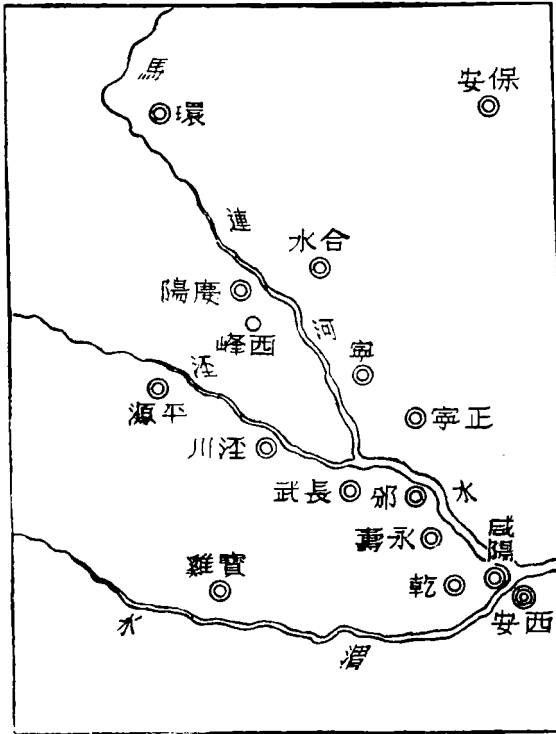 馬連河
環
保安
合水
慶陽
西峰
寧
涇水
平源
正寧
涇川
長武
邠
永壽
咸陽
寶雞
乾
西安
渭水